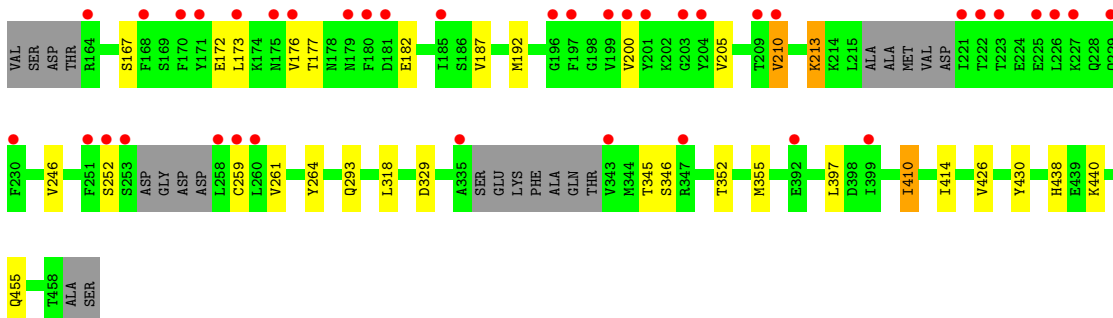 VAL SER ASP THR R164 S167 F168 S169 F170 Y171 E172 L173 K174 N175 V176 T177 N178 N179 F180 D181 E182 I185 S186 V187 M192 G196 F197 G198 V199 V200 Y201 K202 G203 Y204 V205 T209 V210 K213 K214 L215 ALA ALA MET VAL ASP I221 T222 T223 E224 E225 L226 K227 Q228 Q229
F230 V246 F251 S252 S253 ASP GLY ASP ASP L258 C259 L260 V261 Y264 Q293 L318 D329 A335 SER GLU LYS PHE ALA GLN THR V343 M344 T345 S346 R347 T352 M355 E392 L397 D398 I399 I410 I414 V426 Y430 H438 E439 K440
Q455 T458 ALA SER